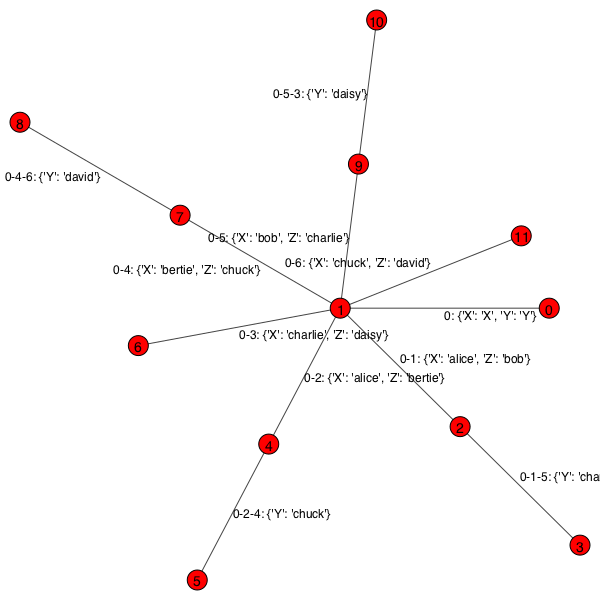 10
0-5-3: {'Y': 'daisy'}
8
9
0-4-6: {'Y': 'david'}
7
0-5: {'X': 'bob', 'Z': 'charlie'}
11
0-6: {'X': 'chuck', 'Z': 'david'}
0-4: {'X': 'bertie', 'Z': 'chuck'}
1
0
0: {'X': 'X', 'Y': 'Y'}
0-3: {'X': 'charlie', 'Z': 'daisy'}
6
0-1: {'X': 'alice', 'Z': 'bob'}
0-2: {'X': 'alice', 'Z': 'bertie'}
2
4
0-1-5: {'Y': 'cha
0-2-4: {'Y': 'chuck'}
3
5